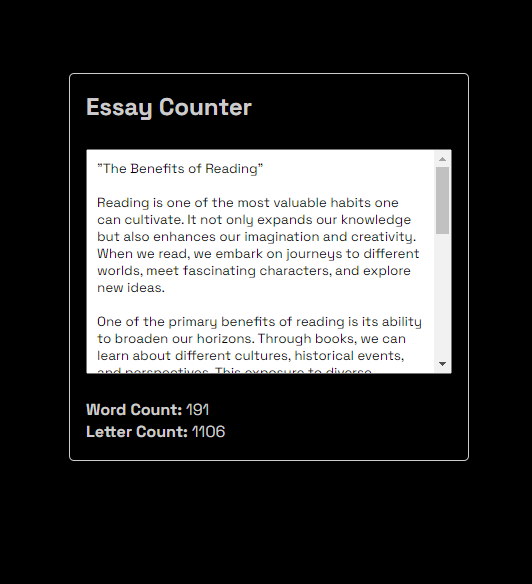 Essay Counter
"The Benefits of Reading"
Reading is one of the most valuable habits one
can cultivate. It not only expands our knowledge
but also enhances our imagination and creativity.
When we read, we embark on journeys to different
worlds, meet fascinating characters, and explore
new ideas.
One of the primary benefits of reading is its ability
to broaden our horizons. Through books, we can
learn about different cultures, historical events,
and perspectives. This exposure to diverse
Word Count: 191
Letter Count: 1106